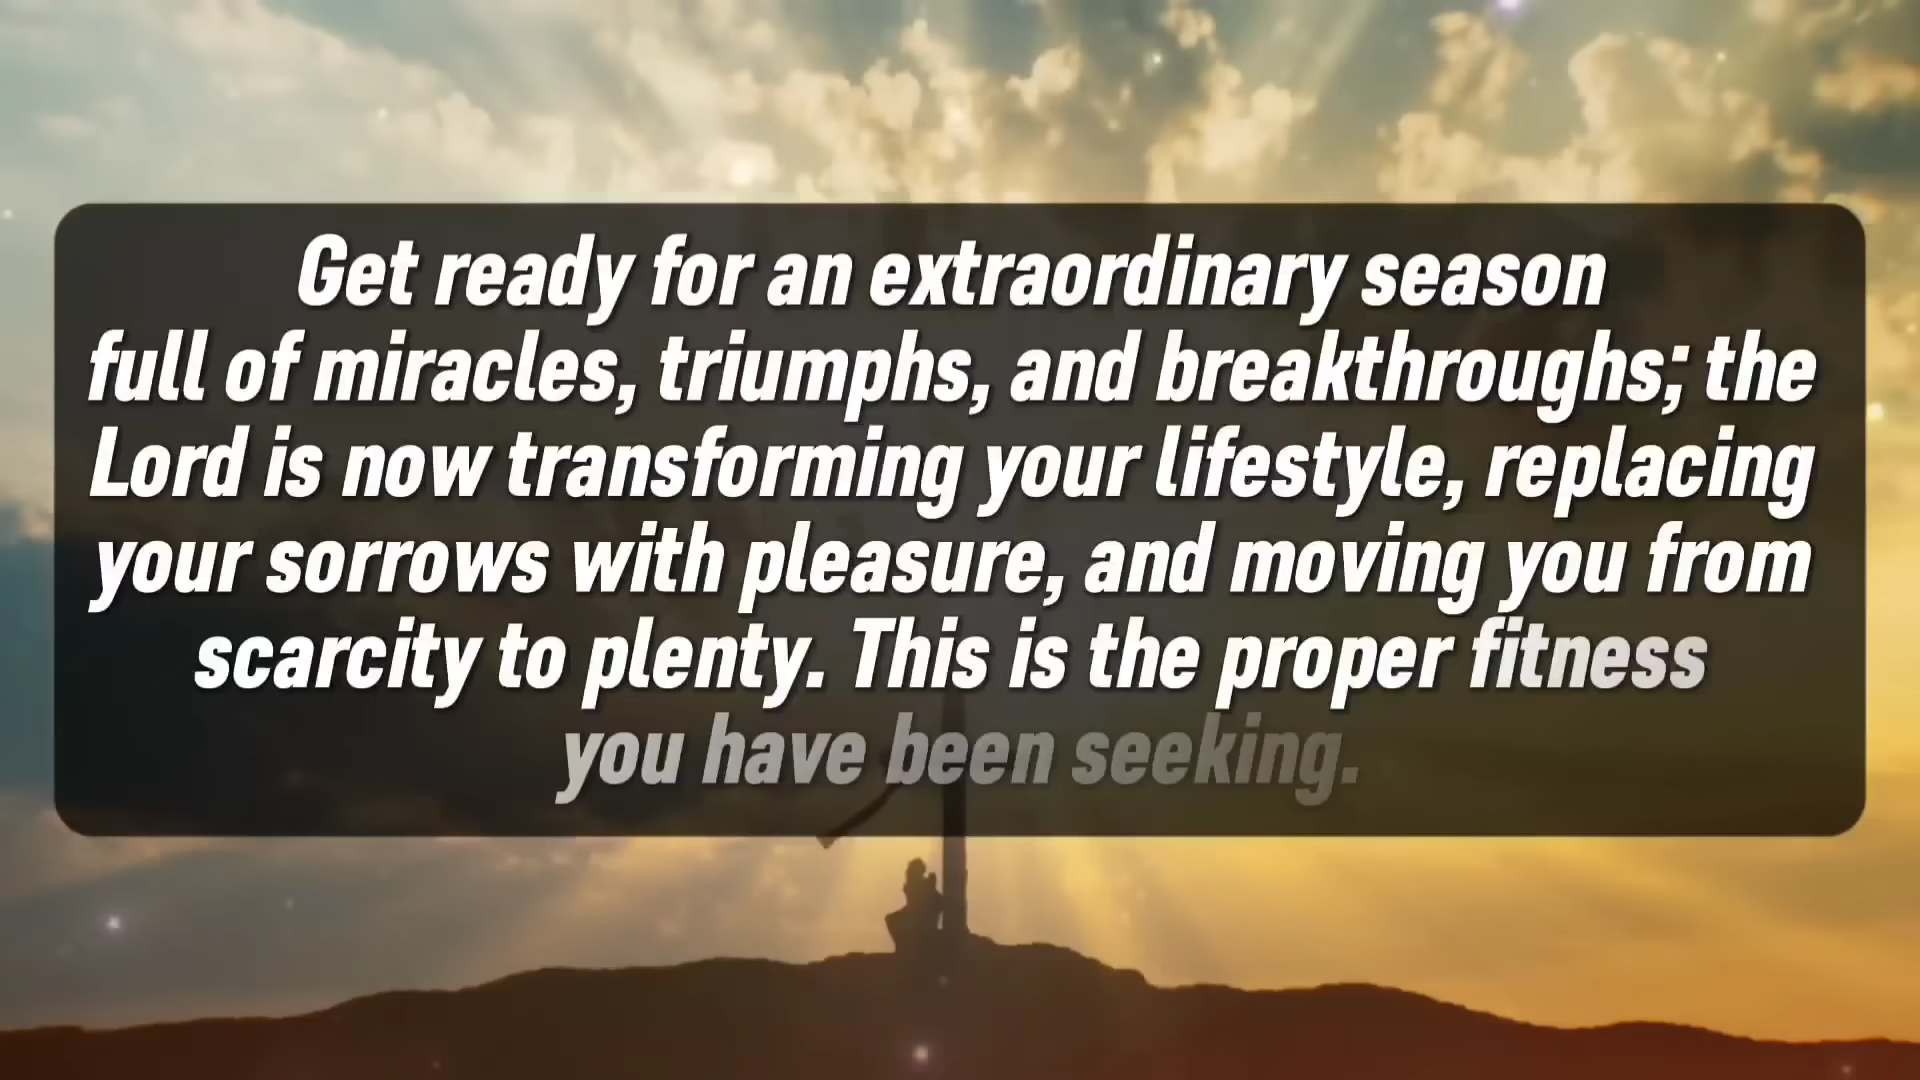 Get ready for an extraordinary season
full of miracles, triumphs, and breakthroughs; the
Lord is now transforming your lifestyle, replacing
your sorrows with pleasure, and moving you from
scarcity to plenty. This is the proper fitness
you have been seeking.